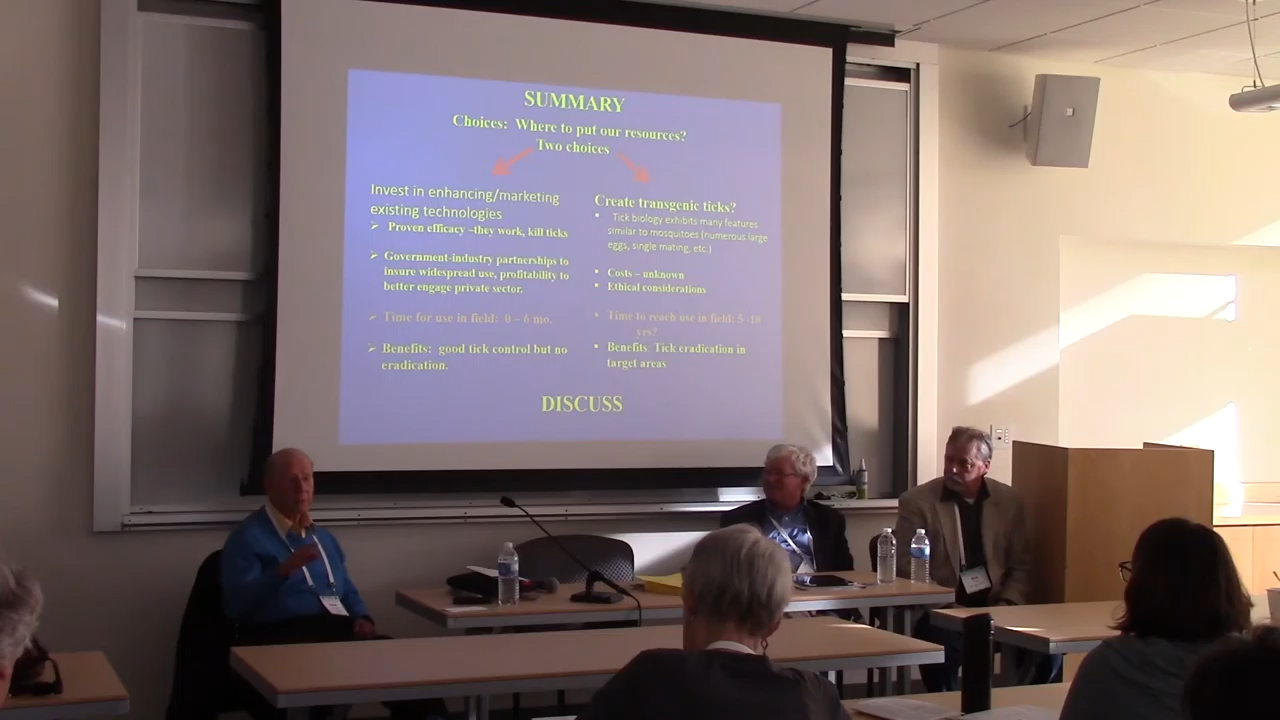 SUMMARY
Choices: Where to put our resources?
Two choices
Invest in enhancing/marketing
existing technologies
➢ Proven efficacy –they work, kill ticks
➢ Government-industry partnerships to
insure widespread use, profitability to
better engage private sector.
➢ Time for use in field: 0 – 6 mo.
➢ Benefits: good tick control but no
eradication.
Create transgenic ticks?
▪ Tick biology exhibits many features
similar to mosquitoes (numerous large
eggs, single mating, etc.)
▪ Costs – unknown
▪ Ethical considerations
▪ Time to reach use in field: 5 -10
yrs?
▪ Benefits: Tick eradication in
target areas
DISCUSS